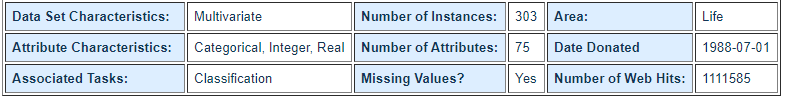 Data Set Characteristics: Multivariate Number of Instances: 303 Area: Life
Attribute Characteristics: Categorical, Integer, Real Number of Attributes: 75 Date Donated 1988-07-01
Associated Tasks: Classification Missing Values? Yes Number of Web Hits: 1111585